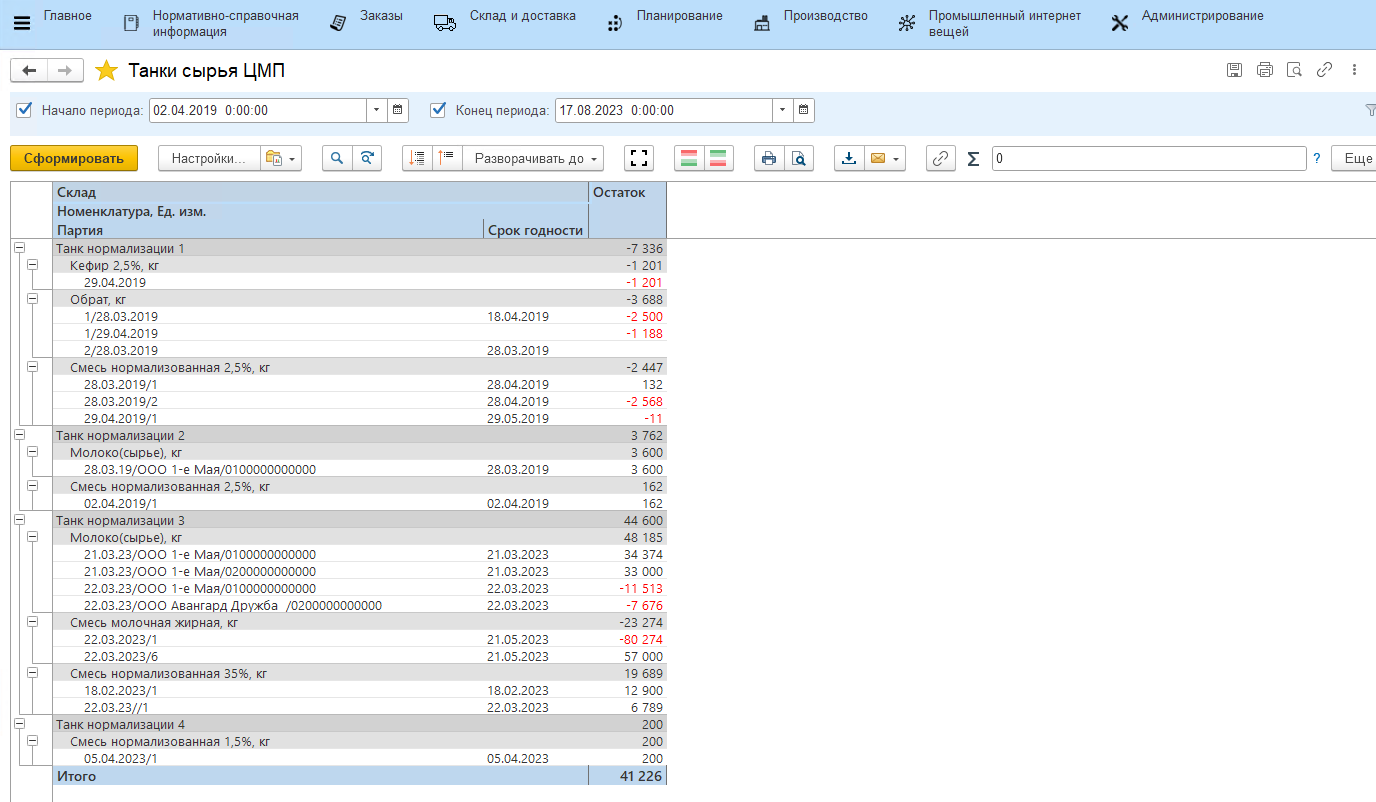 Главное
Нормативно-справочная
информация
Заказы
Склад и доставка
Планирование
Производство
Промышленный интернет
вещей
Администрирование
Танки сырья ЦМП
Начало периода: 02.04.2019 0:00:00 Конец периода: 17.08.2023 0:00:00
Сформировать Настройки... Разворачивать до Σ 0 ? Еще
Склад Остаток
Номенклатура, Ед. изм.
Партия Срок годности
Танк нормализации 1 -7 336
Кефир 2,5%, кг -1 201
29.04.2019 -1 201
Обрат, кг -3 688
1/28.03.2019 18.04.2019 -2 500
1/29.04.2019 -1 188
2/28.03.2019 28.03.2019
Смесь нормализованная 2,5%, кг -2 447
28.03.2019/1 28.04.2019 132
28.03.2019/2 28.04.2019 -2 568
29.04.2019/1 29.05.2019 -11
Танк нормализации 2 3 762
Молоко(сырье), кг 3 600
28.03.19/ООО 1-е Мая/0100000000000 28.03.2019 3 600
Смесь нормализованная 2,5%, кг 162
02.04.2019/1 02.04.2019 162
Танк нормализации 3 44 600
Молоко(сырье), кг 48 185
21.03.23/ООО 1-е Мая/0100000000000 21.03.2023 34 374
21.03.23/ООО 1-е Мая/0200000000000 21.03.2023 33 000
22.03.23/ООО 1-е Мая/0100000000000 22.03.2023 -11 513
22.03.23/ООО Авангард Дружба /0200000000000 22.03.2023 -7 676
Смесь молочная жирная, кг -23 274
22.03.2023/1 21.05.2023 -80 274
22.03.2023/6 21.05.2023 57 000
Смесь нормализованная 35%, кг 19 689
18.02.2023/1 18.02.2023 12 900
22.03.23//1 22.03.2023 6 789
Танк нормализации 4 200
Смесь нормализованная 1,5%, кг 200
05.04.2023/1 05.04.2023 200
Итого 41 226